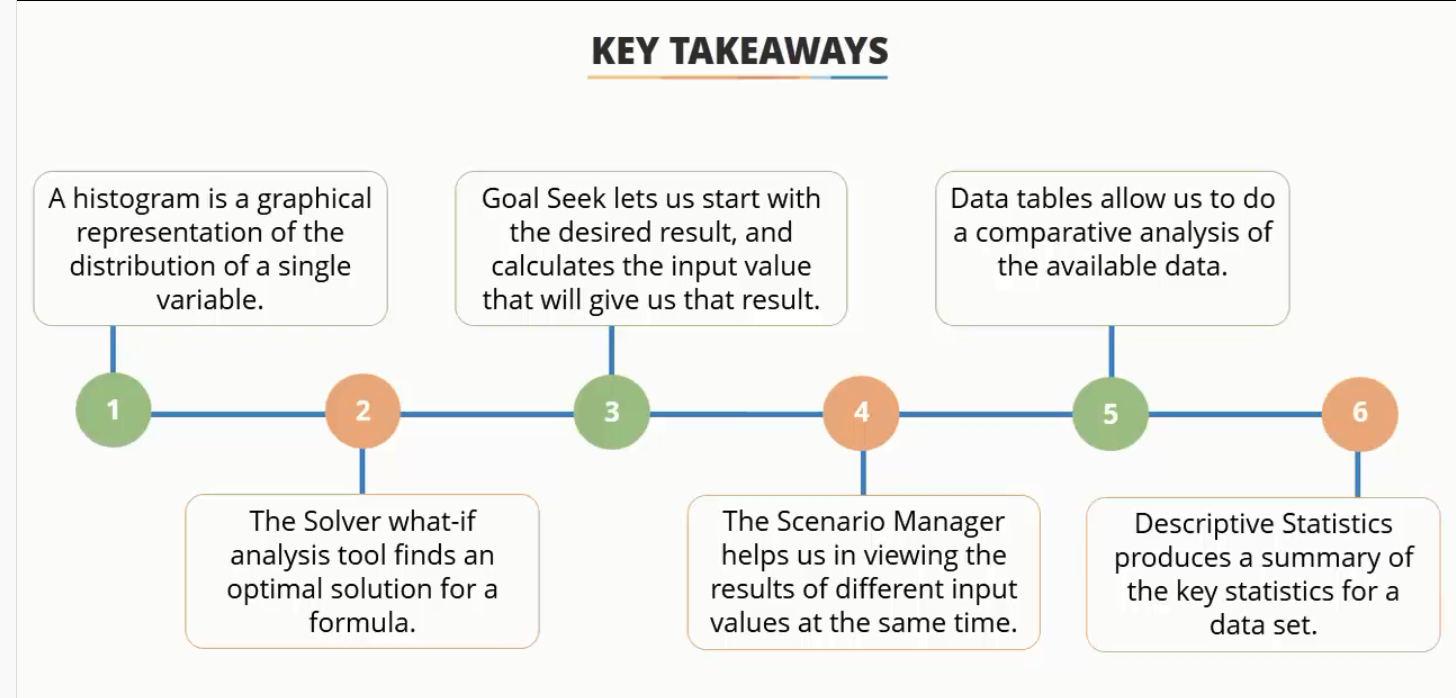 KEY TAKEAWAYS
A histogram is a graphical
representation of the
distribution of a single
variable.
1
The Solver what-if
analysis tool finds an
optimal solution for a
formula.
2
Goal Seek lets us start with
the desired result, and
calculates the input value
that will give us that result.
3
The Scenario Manager
helps us in viewing the
results of different input
values at the same time.
4
Data tables allow us to do
a comparative analysis of
the available data.
5
Descriptive Statistics
produces a summary of
the key statistics for a
data set.
6